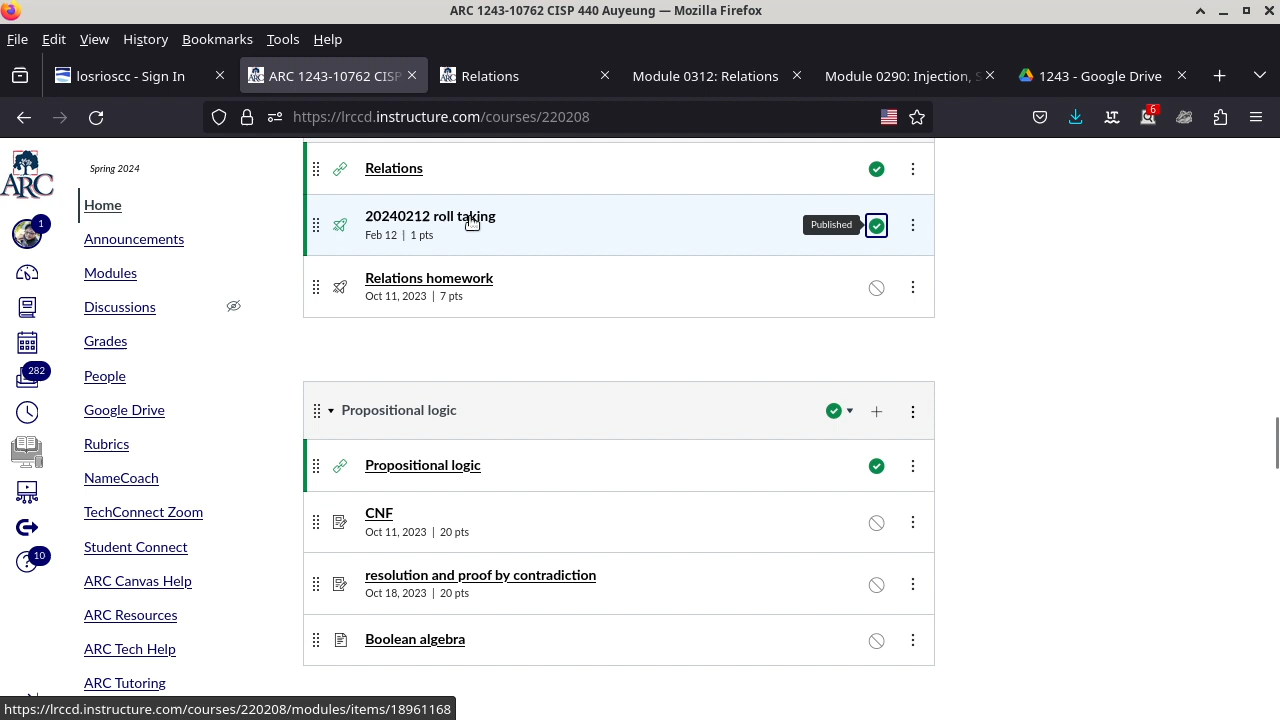 ARC 1243-10762 CISP 440 Auyeung — Mozilla Firefox
File Edit View History Bookmarks Tools Help
losrioscc - Sign In
ARC 1243-10762 CISP
Relations
Module 0312: Relations
Module 0290: Injection, S
1243 - Google Drive
https://lrccd.instructure.com/courses/220208
6
ARC
Spring 2024
Home
Announcements
Modules
Discussions
Grades
People
Google Drive
Rubrics
NameCoach
TechConnect Zoom
Student Connect
ARC Canvas Help
ARC Resources
ARC Tech Help
ARC Tutoring
1
282
10
Relations
20240212 roll taking
Feb 12 | 1 pts
Published
Relations homework
Oct 11, 2023 | 7 pts
Propositional logic
Propositional logic
CNF
Oct 11, 2023 | 20 pts
resolution and proof by contradiction
Oct 18, 2023 | 20 pts
Boolean algebra
https://lrccd.instructure.com/courses/220208/modules/items/18961168